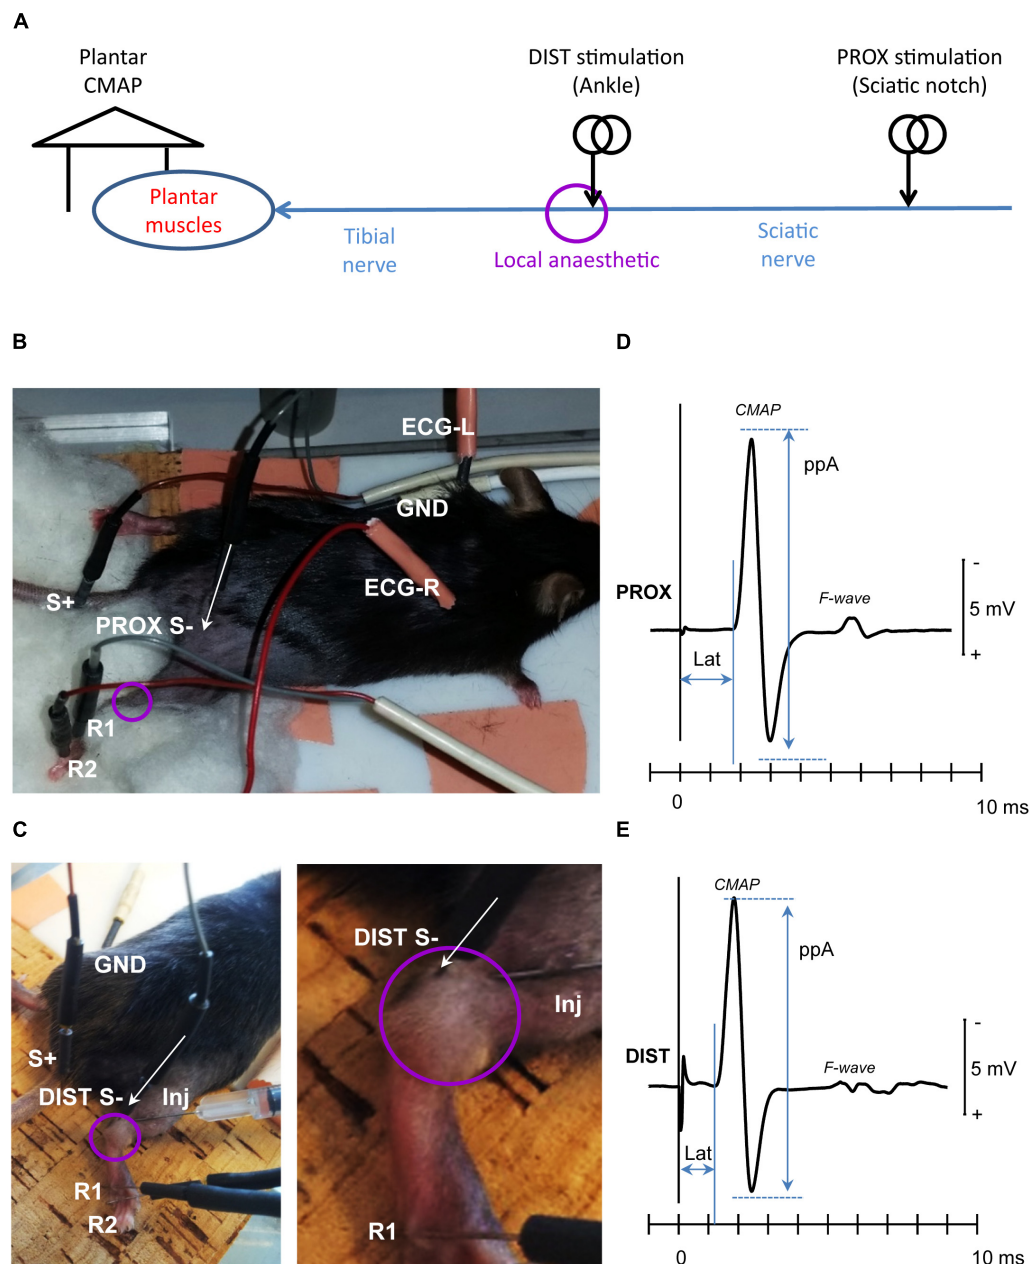 A
Plantar
CMAP
DIST stimulation
(Ankle)
PROX stimulation
(Sciatic notch)
Plantar
muscles
Tibial
nerve
Local anaesthetic
Sciatic
nerve
B
ECG-L
GND
ECG-R
S+
PROX S-
R1
R2
C
GND
S+
DIST S-
Inj
R1
R2
DIST S-
Inj
R1
D
CMAP
ppA
PROX
F-wave
-
5 mV
+
Lat
0
10 ms
E
CMAP
ppA
DIST
F-wave
-
5 mV
+
Lat
0
10 ms